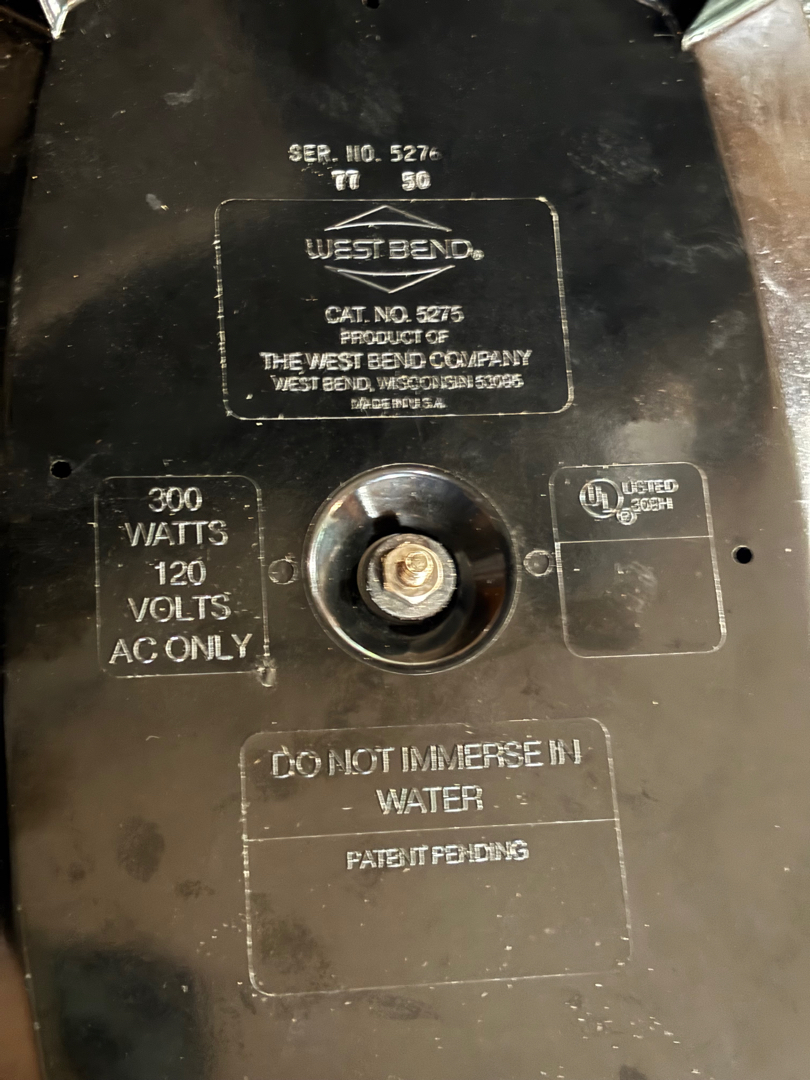 SER. NO. 5276
77 50
WEST BEND®
CAT. NO. 5275
PRODUCT OF
THE WEST BEND COMPANY
WEST BEND, WISCONSIN 53095
MADE IN U.S.A.
300
WATTS
120
VOLTS
AC ONLY
UL LISTED
®
DO NOT IMMERSE IN
WATER
PATENT PENDING